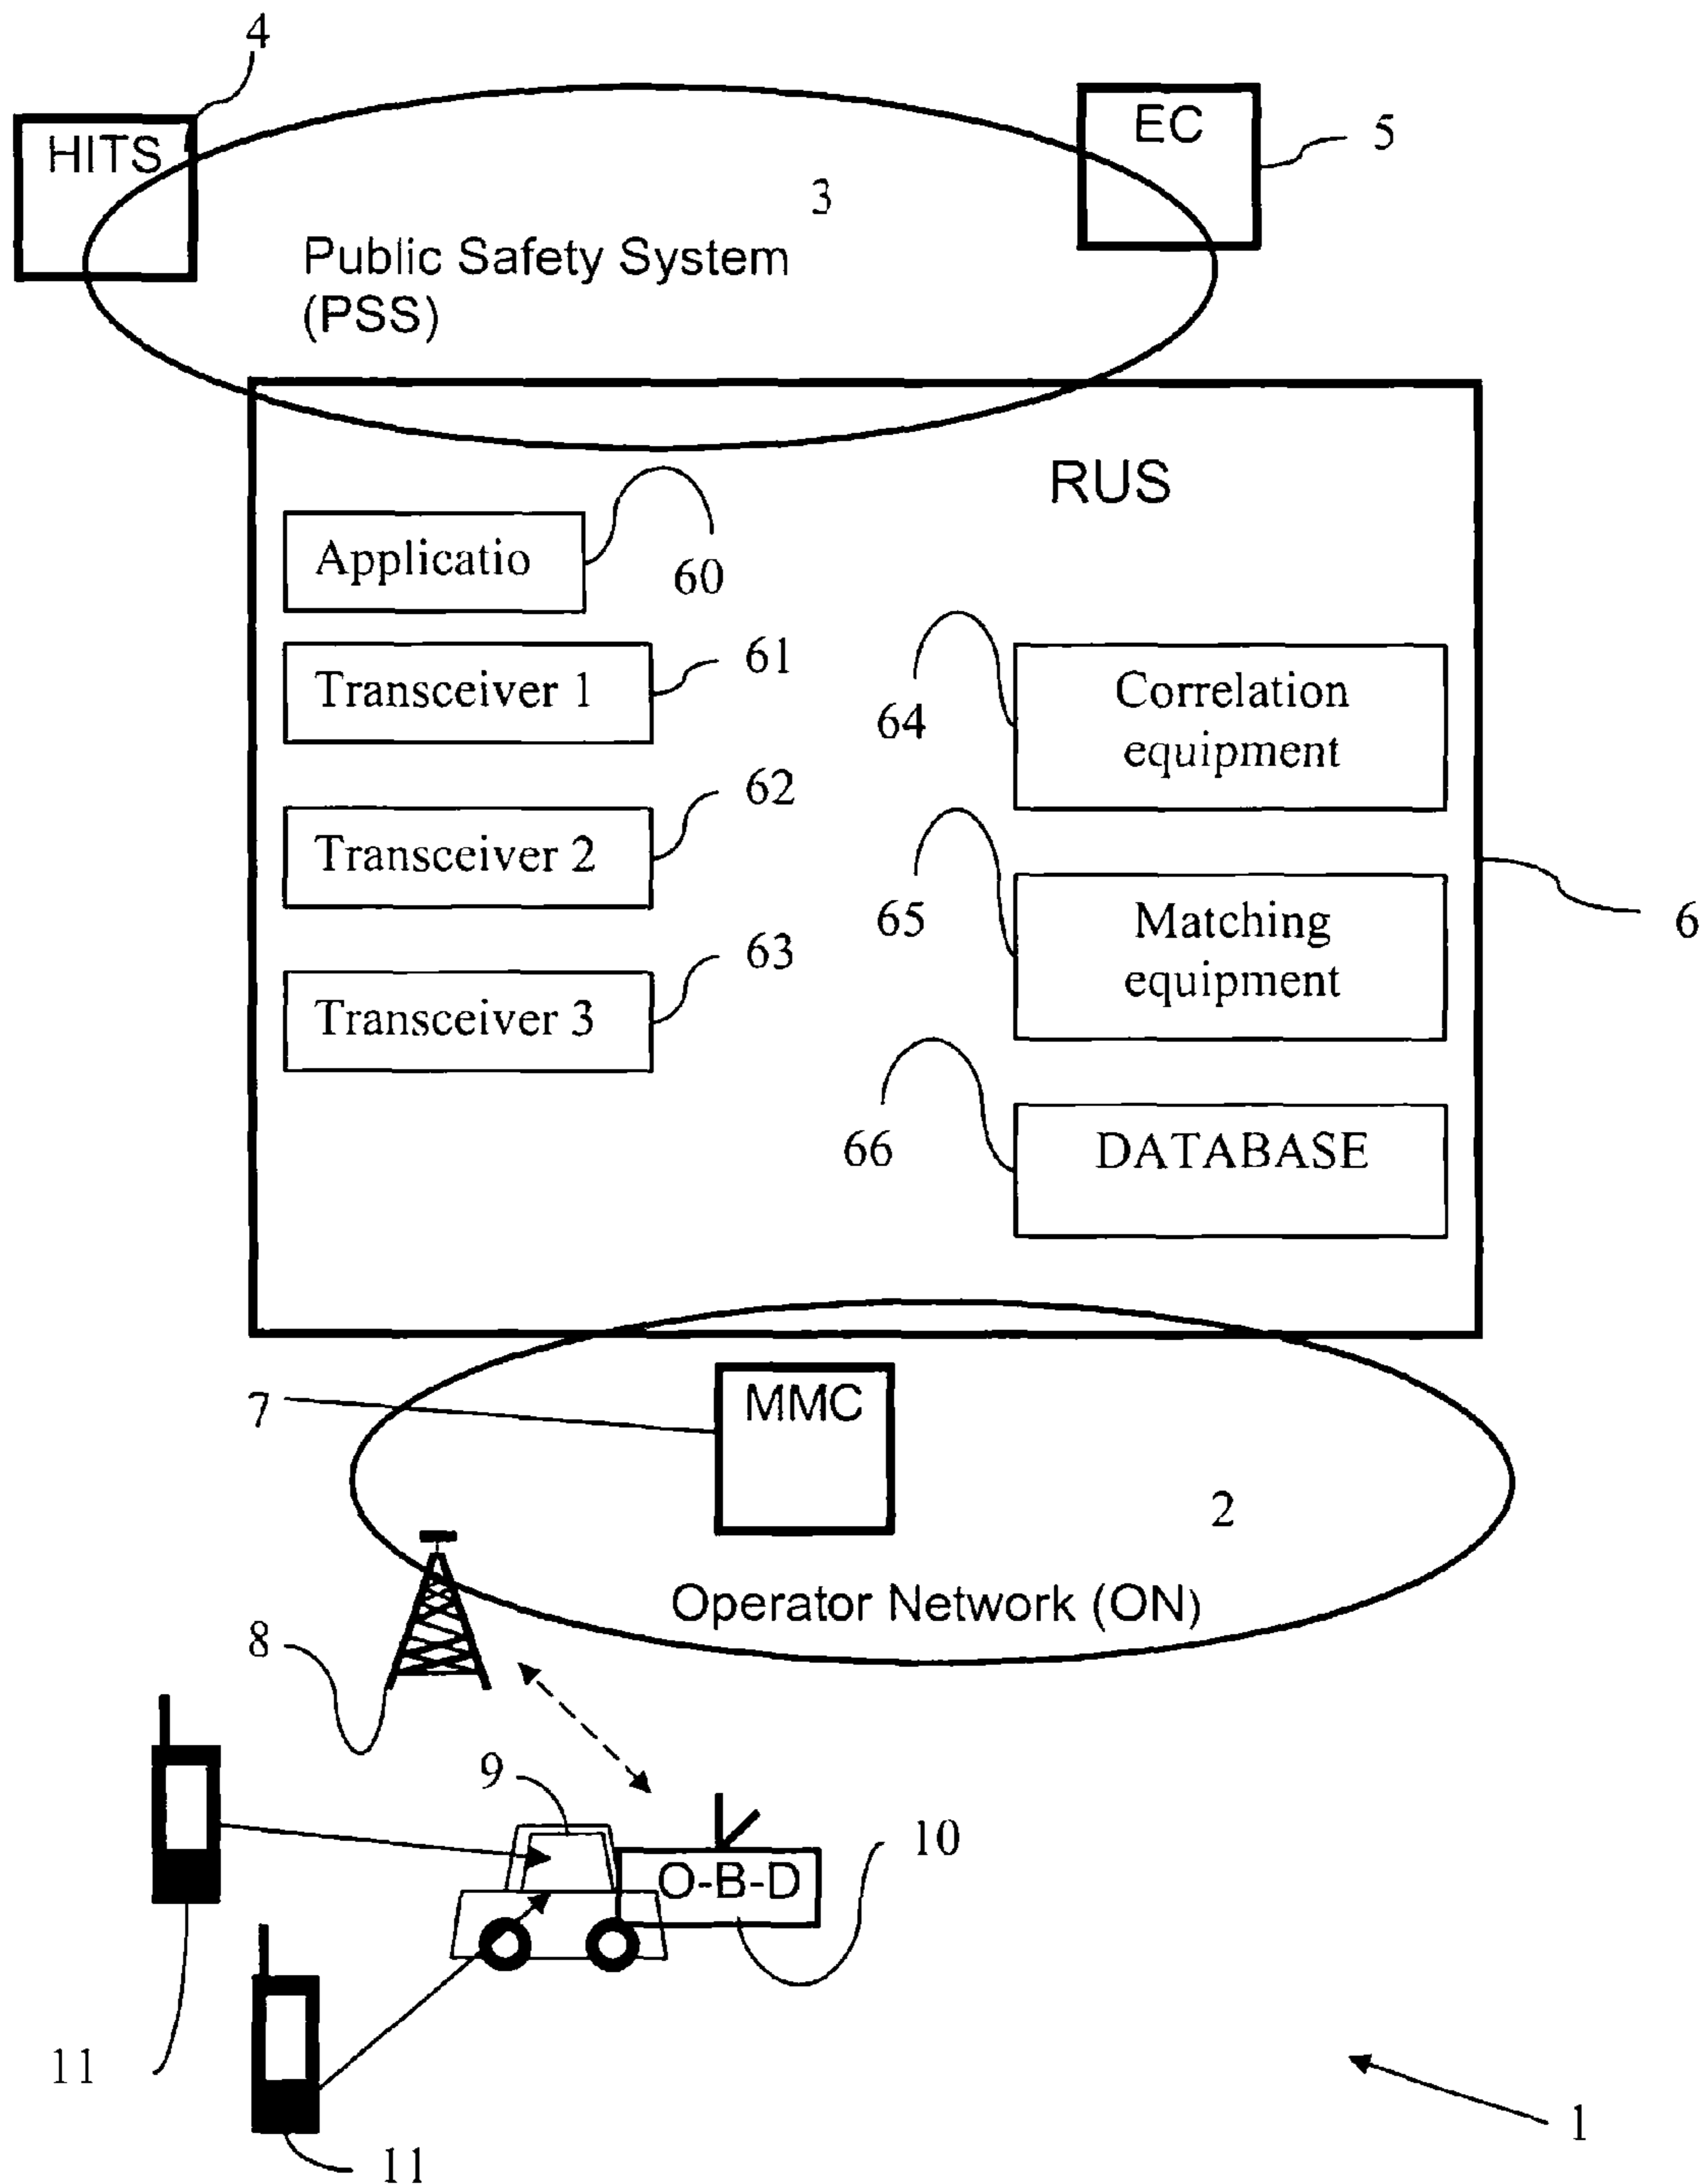 4
HITS
EC
5
3
Public Safety System
(PSS)
RUS
Applicatio
60
Transceiver 1
61
64
Correlation
equipment
Transceiver 2
62
65
Matching
equipment
6
Transceiver 3
63
66
DATABASE
7
MMC
2
Operator Network (ON)
8
9
O-B-D
10
11
11
1